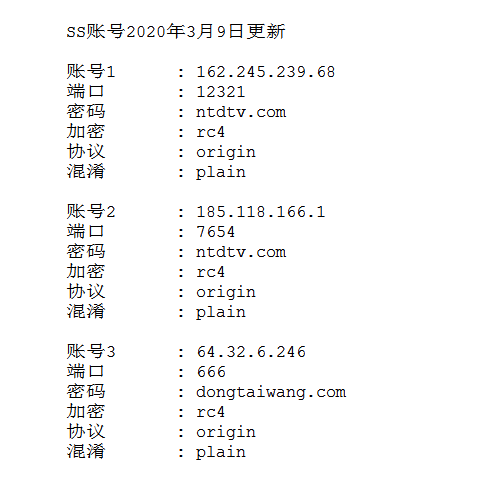 SS账号2020年3月9日更新
账号1 : 162.245.239.68
端口 : 12321
密码 : ntdtv.com
加密 : rc4
协议 : origin
混淆 : plain
账号2 : 185.118.166.1
端口 : 7654
密码 : ntdtv.com
加密 : rc4
协议 : origin
混淆 : plain
账号3 : 64.32.6.246
端口 : 666
密码 : dongtaiwang.com
加密 : rc4
协议 : origin
混淆 : plain